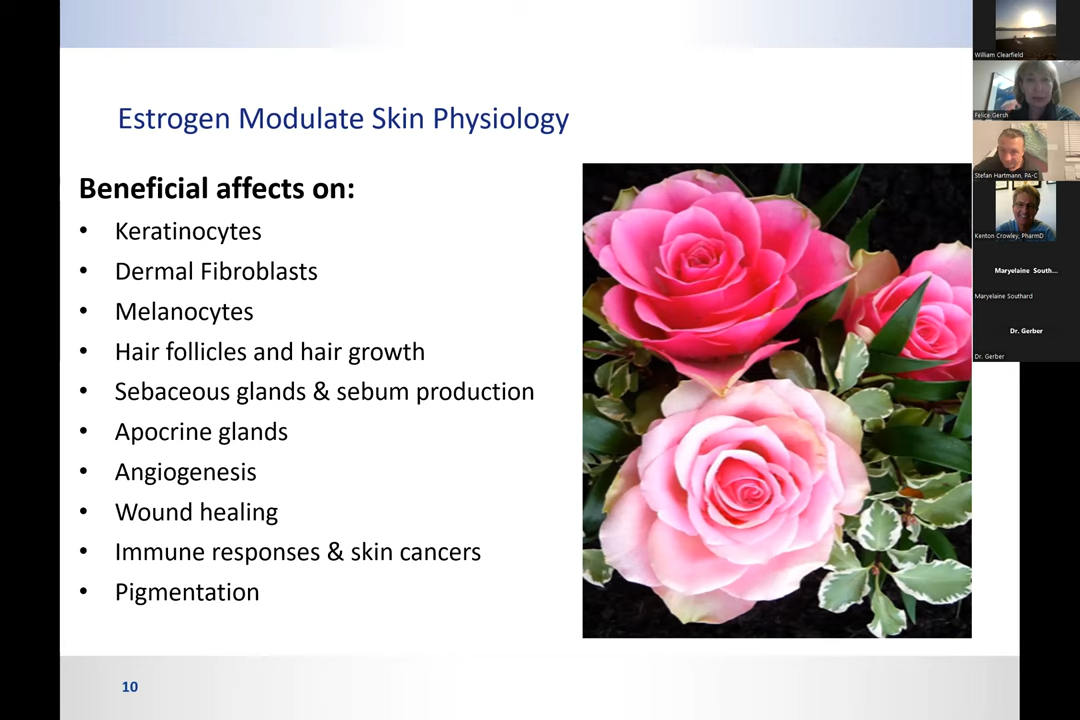 Estrogen Modulate Skin Physiology
Beneficial affects on:
• Keratinocytes
• Dermal Fibroblasts
• Melanocytes
• Hair follicles and hair growth
• Sebaceous glands & sebum production
• Apocrine glands
• Angiogenesis
• Wound healing
• Immune responses & skin cancers
• Pigmentation
10
William Clearfield
Felice Gersh
Stefan Hartmann, PA-C
Kenton Crowley, PharmD
Maryelaine South...
Maryelaine Southard
Dr. Gerber
Dr. Gerber